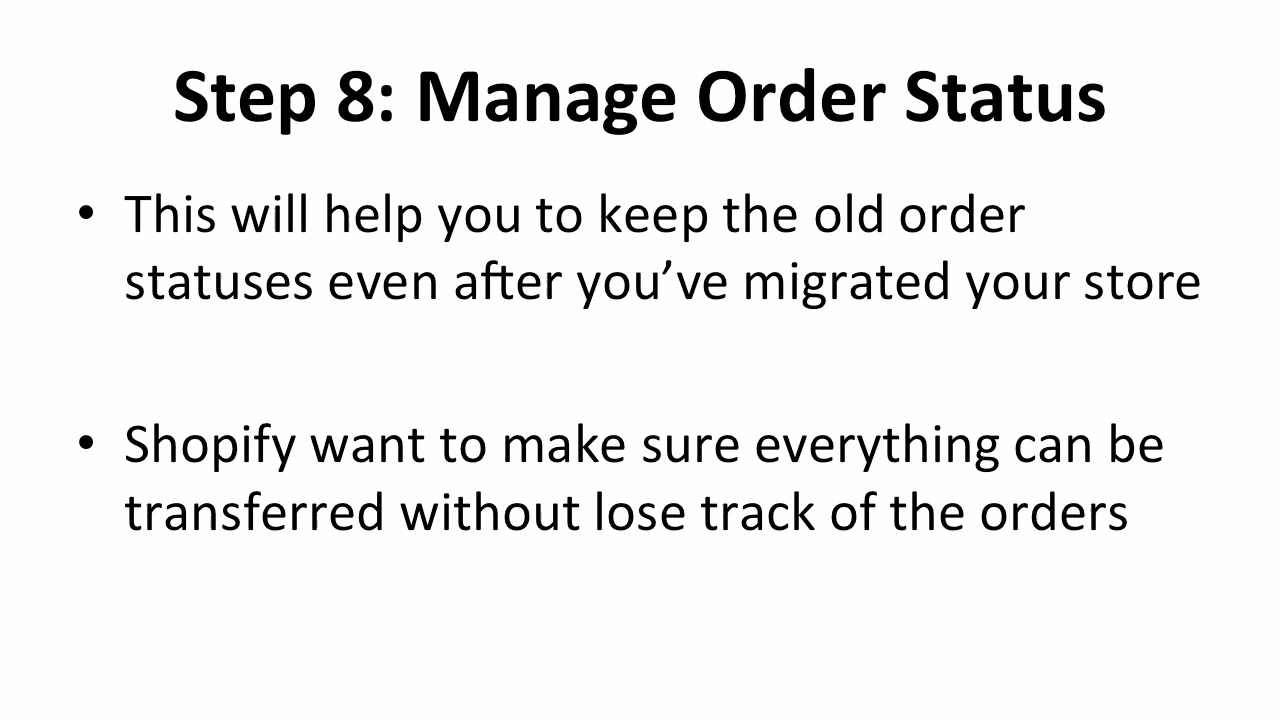 Step 8: Manage Order Status
• This will help you to keep the old order
statuses even after you’ve migrated your store
• Shopify want to make sure everything can be
transferred without lose track of the orders